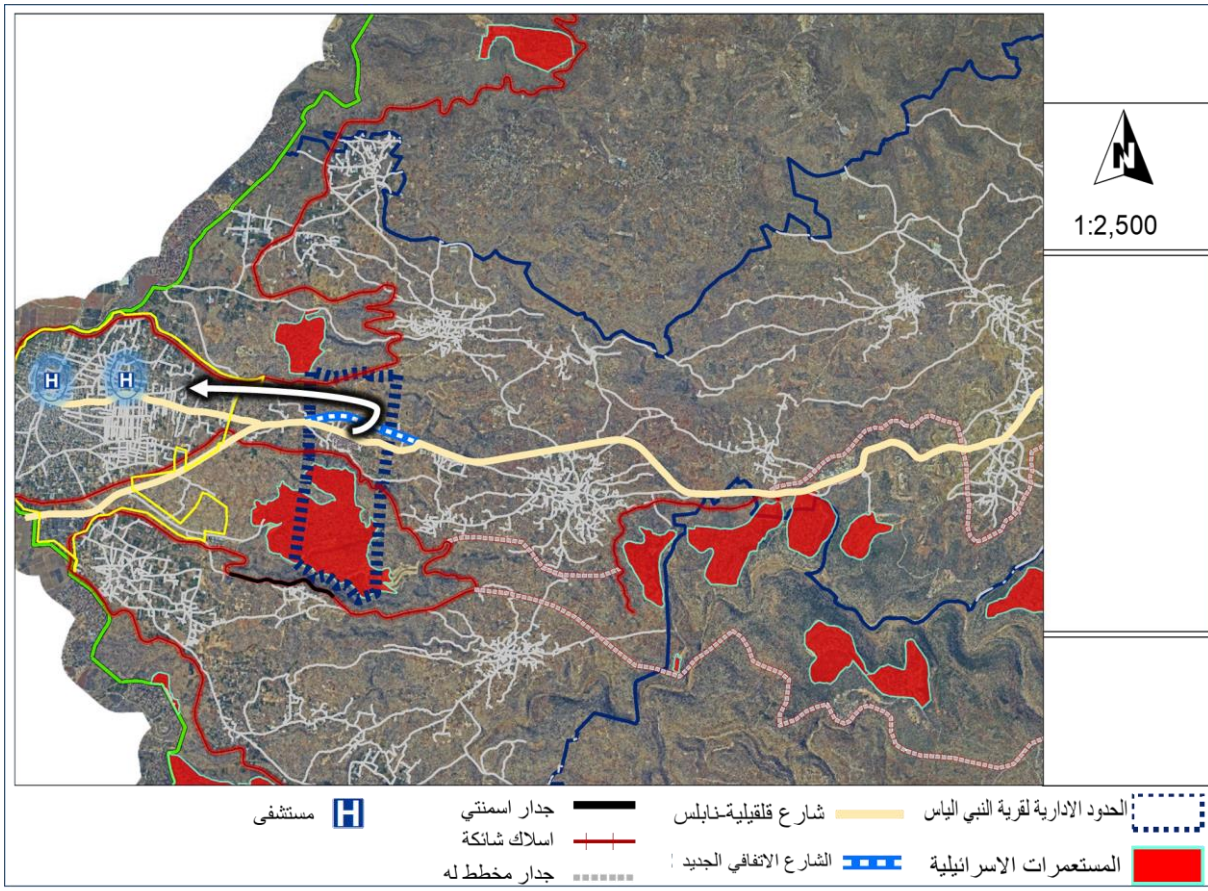 N
1:2,500
H
H
الحدود الادارية لقرية النبي الياس
شارع قلقيلية-نابلس
جدار اسمنتي
مستشفى
H
المستعمرات الاسرائيلية
الشارع الاتفافي الجديد
اسلاك شائكة
جدار مخطط له